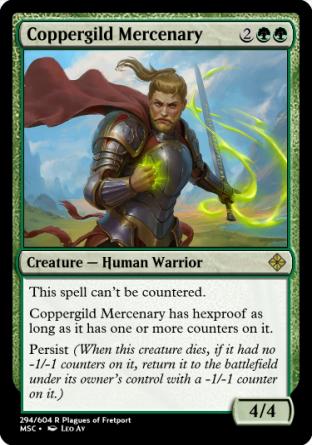 Coppergild Mercenary 2
Creature — Human Warrior
This spell can't be countered.
Coppergild Mercenary has hexproof as
long as it has one or more counters on it.
Persist (When this creature dies, if it had no
-1/-1 counters on it, return it to the battlefield
under its owner's control with a -1/-1 counter
on it.)
4/4
294/604 R Plagues of Fretport
MSC • Leo Av